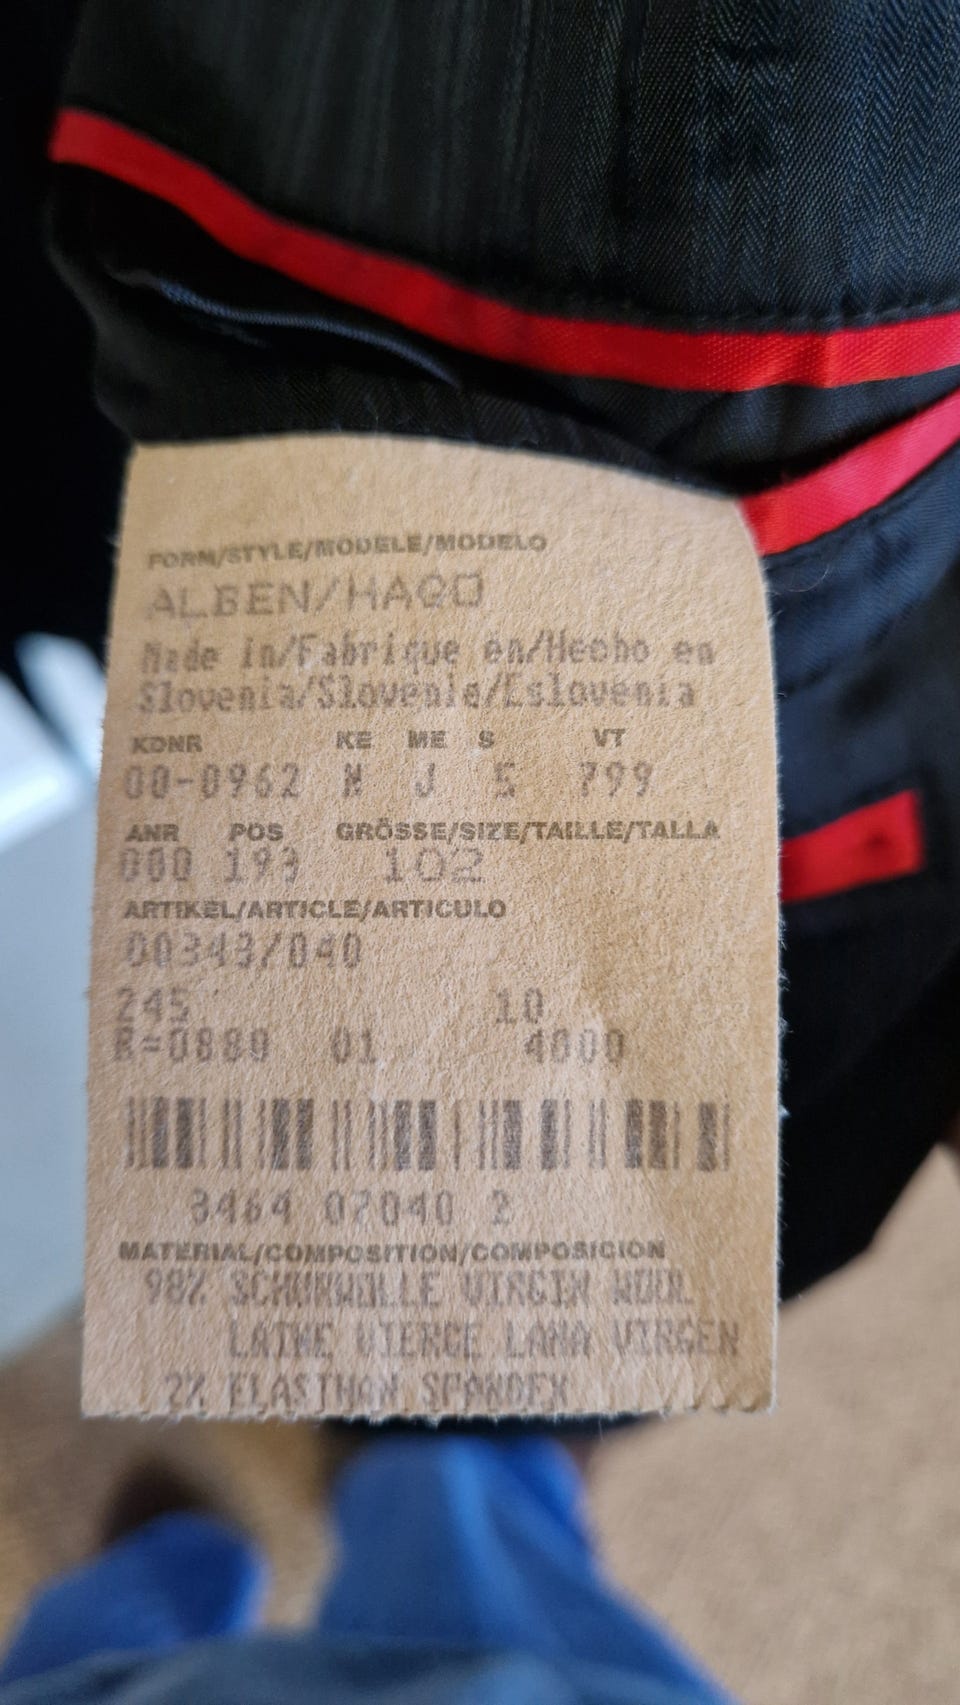 FORM/STYLE/MODELE/MODELO
ALBEN/HAGO
Made in/Fabrique en/Hecho en
Slovenia/Slovenie/Eslovenia
KDNR KE ME S VT
00-0962 N J 5 799
ANR POS GRÖSSE/SIZE/TAILLE/TALLA
000 193 102
ARTIKEL/ARTICLE/ARTICULO
00343/040
245 10
R=0880 01 4000
3464 07040 2
MATERIAL/COMPOSITION/COMPOSICION
98% SCHURWOLLE VIRGIN WOOL
LAINE VIERGE LANA VIRGEN
2% ELASTHAN SPANDEX